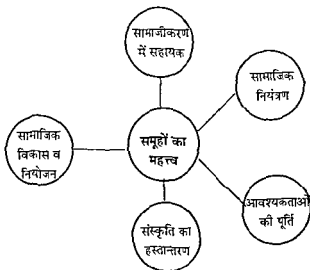 सामाजीकरण
में सहायक
सामाजिक
नियंत्रण
सामाजिक
विकास व
नियोजन
समूहों का
महत्त्व
आवश्यकताओं
की पूर्ति
संस्कृति का
हस्तान्तरण